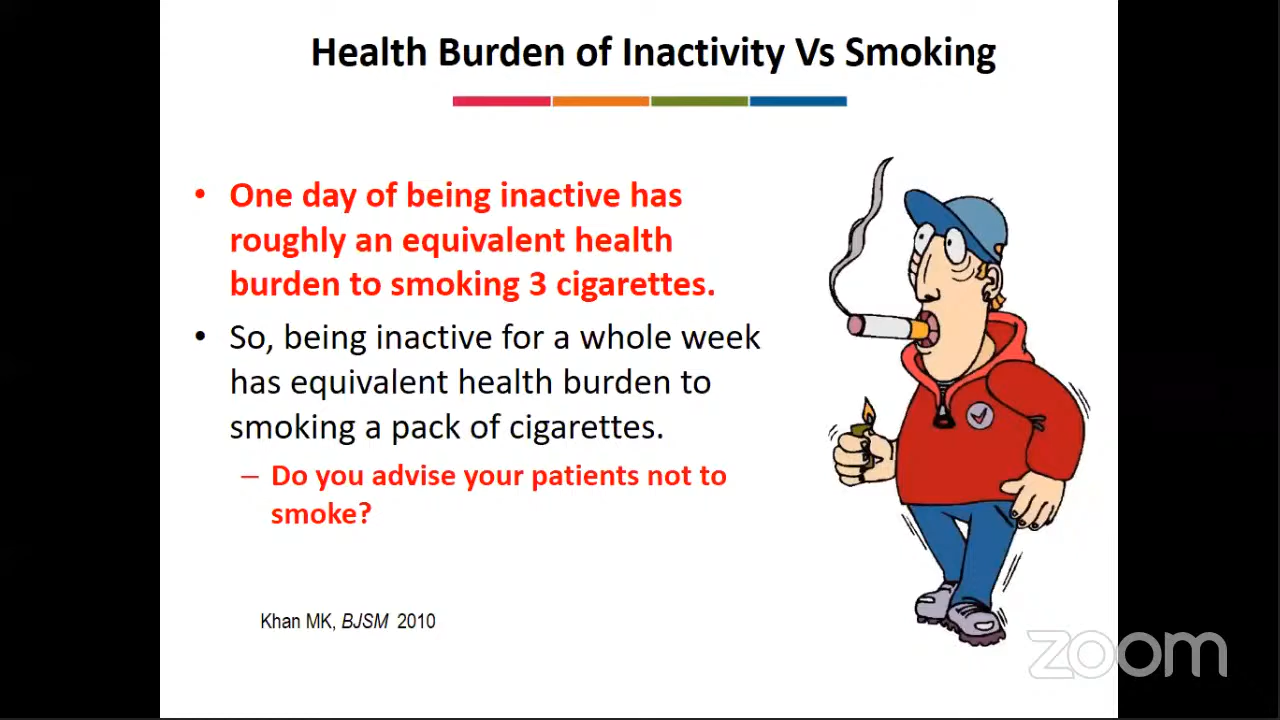 Health Burden of Inactivity Vs Smoking
• One day of being inactive has
roughly an equivalent health
burden to smoking 3 cigarettes.
• So, being inactive for a whole week
has equivalent health burden to
smoking a pack of cigarettes.
– Do you advise your patients not to
smoke?
Khan MK, BJSM 2010
zoom